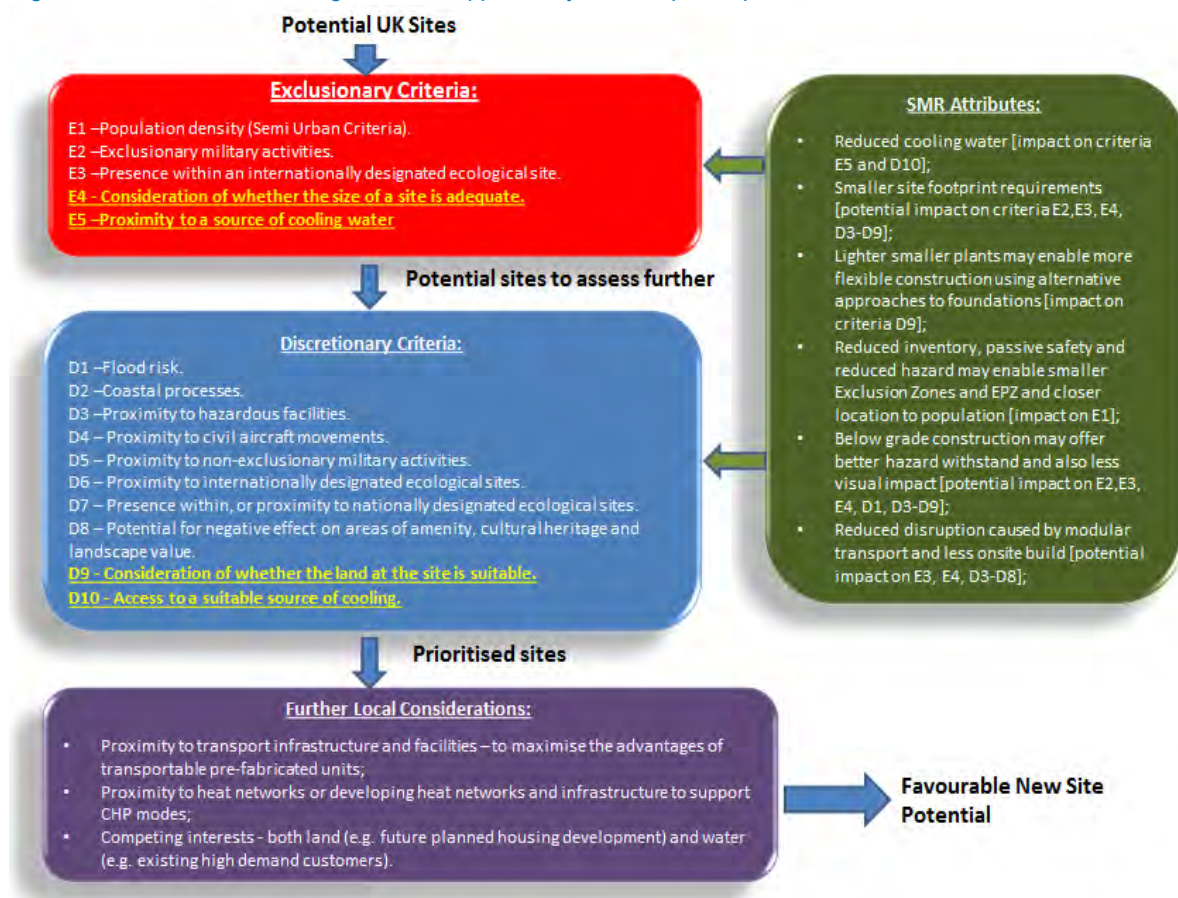 Potential UK Sites
Exclusionary Criteria:
E1 –Population density (Semi Urban Criteria).
E2 – Exclusionary military activities.
E3 – Presence within an internationally designated ecological site.
E4 - Consideration of whether the size of a site is adequate.
E5 –Proximity to a source of cooling water
Potential sites to assess further
Discretionary Criteria:
D1 –Flood risk.
D2 –Coastal processes.
D3 –Proximity to hazardous facilities.
D4 – Proximity to civil aircraft movements.
D5 – Proximity to non-exclusionary military activities.
D6 – Proximity to internationally designated ecological sites.
D7 – Presence within, or proximity to nationally designated ecological sites.
D8 – Potential for negative effect on areas of amenity, cultural heritage and
landscape value.
D9 - Consideration of whether the land at the site is suitable.
D10 - Access to a suitable source of cooling.
SMR Attributes:
• Reduced cooling water [impact on criteria
E5 and D10];
• Smaller site footprint requirements
[potential impact on criteria E2,E3, E4,
D3-D9];
• Lighter smaller plants may enable more
flexible construction using alternative
approaches to foundations [impact on
criteria D9];
• Reduced inventory, passive safety and
reduced hazard may enable smaller
Exclusion Zones and EPZ and closer
location to population [impact on E1];
• Below grade construction may offer
better hazard withstand and also less
visual impact [potential impact on E2,E3,
E4, D1, D3-D9];
• Reduced disruption caused by modular
transport and less onsite build [potential
impact on E3, E4, D3-D8];
Prioritised sites
Further Local Considerations:
• Proximity to transport infrastructure and facilities – to maximise the advantages of
transportable pre-fabricated units;
• Proximity to heat networks or developing heat networks and infrastructure to support
CHP modes;
• Competing interests - both land (e.g. future planned housing development) and water
(e.g. existing high demand customers).
Favourable New Site
Potential